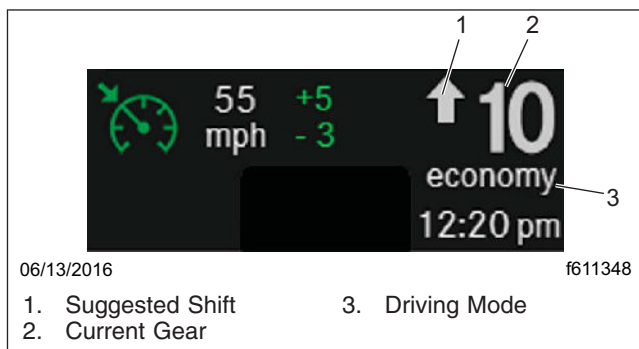 1 2
55 +5 10
mph - 3
economy 3
12:20 pm
06/13/2016 f611348
1. Suggested Shift 3. Driving Mode
2. Current Gear